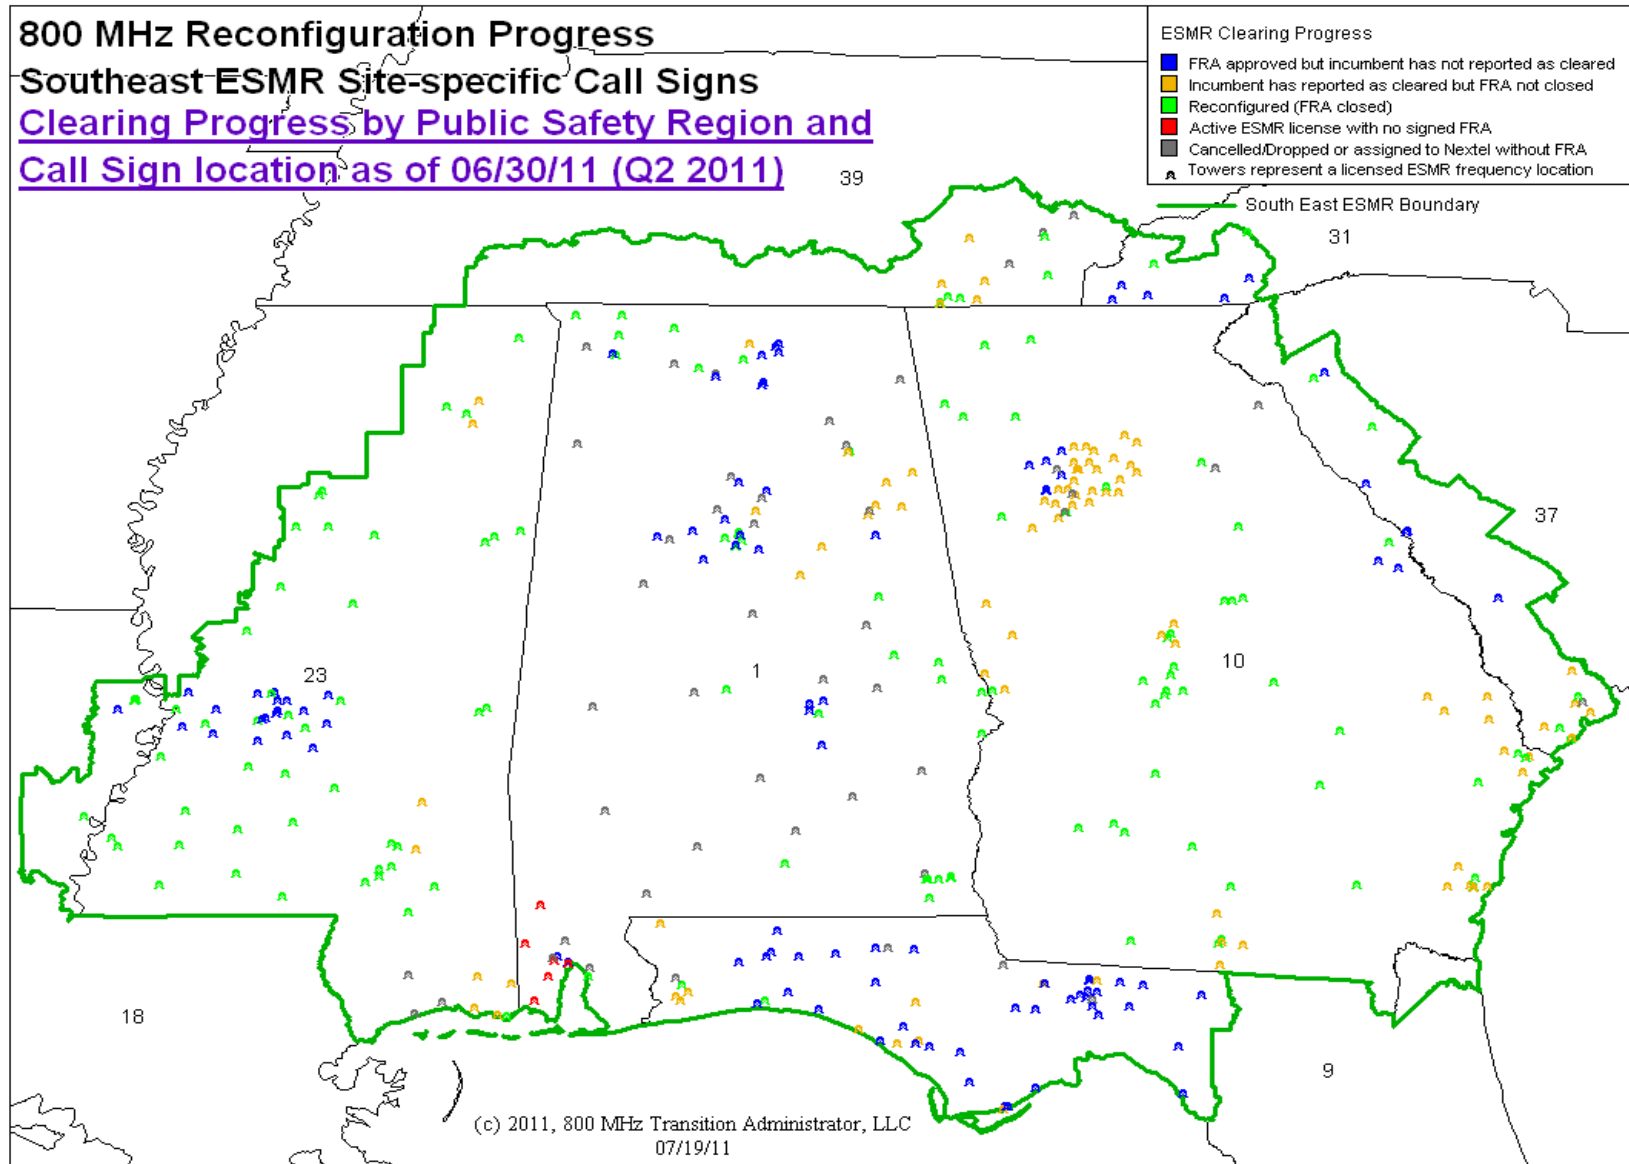 800 MHz Reconfiguration Progress
Southeast ESMR Site-specific Call Signs
Clearing Progress by Public Safety Region and
Call Sign location as of 06/30/11 (Q2 2011)
ESMR Clearing Progress
FRA approved but incumbent has not reported as cleared
Incumbent has reported as cleared but FRA not closed
Reconfigured (FRA closed)
Active ESMR license with no signed FRA
Cancelled/Dropped or assigned to Nextel without FRA
Towers represent a licensed ESMR frequency location
South East ESMR Boundary
39
31
37
23
1
10
18
9
(c) 2011, 800 MHz Transition Administrator, LLC
07/19/11